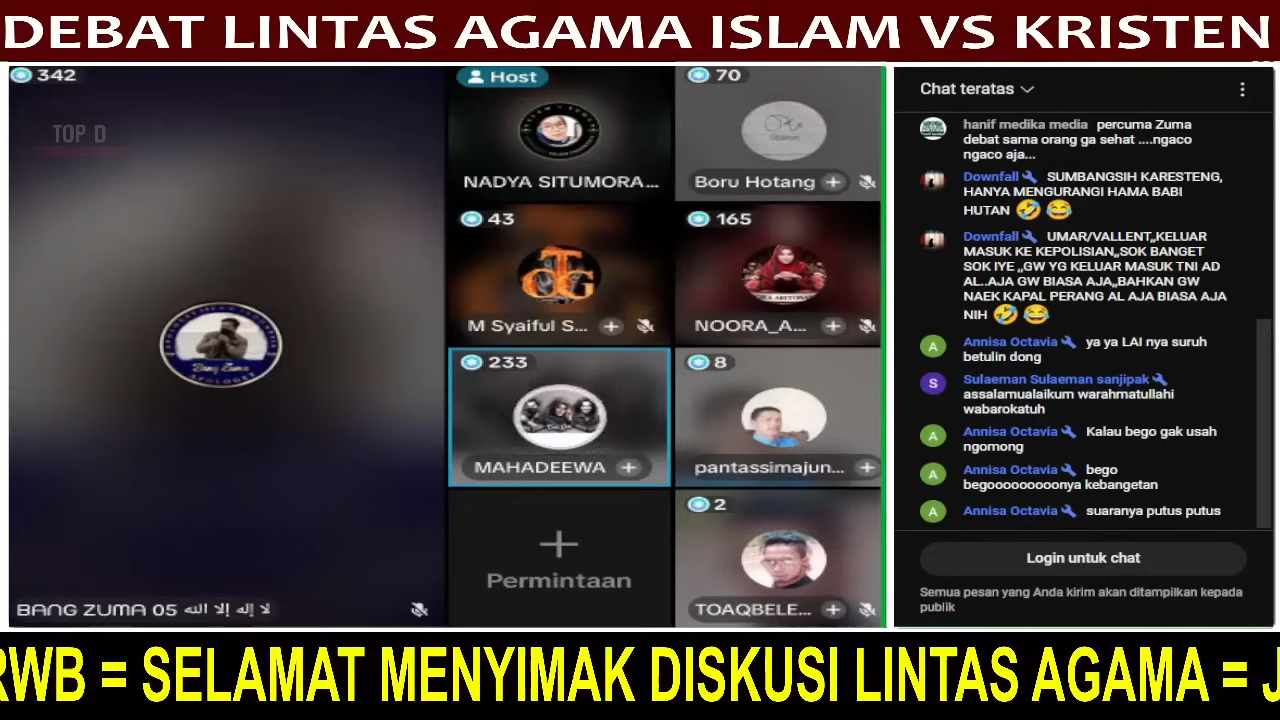 DEBAT LINTAS AGAMA ISLAM VS KRISTEN
342
TOP D
Bang Zuma
APOLOGET
BANG ZUMA 05 لا إله إلا الله
Host
NADYA SITUMORA...
70
Boru Hotang
43
M Syaiful S...
165
NOORA_A...
233
MAHADEEWA
8
pantassimajun...
Permintaan
2
TOAQBELE...
Chat teratas
hanif medika media percuma Zuma
debat sama orang ga sehat ....ngaco
ngaco aja...
Downfall SUMBANGSIH KARESTENG,
HANYA MENGURANGI HAMA BABI
HUTAN 🤣 😂
Downfall UMAR/VALLENT,,KELUAR
MASUK KE KEPOLISIAN,,SOK BANGET
SOK IYE ,,GW YG KELUAR MASUK TNI AD
AL..AJA GW BIASA AJA,,BAHKAN GW
NAEK KAPAL PERANG AL AJA BIASA AJA
NIH 🤣 😂
Annisa Octavia ya ya LAI nya suruh
betulin dong
Sulaeman Sulaeman sanjipak
assalamualaikum warahmatullahi
wabarokatuh
Annisa Octavia Kalau bego gak usah
ngomong
Annisa Octavia bego
begooooooooonya kebangetan
Annisa Octavia suaranya putus putus
Login untuk chat
Semua pesan yang Anda kirim akan ditampilkan kepada
publik
RWB = SELAMAT MENYIMAK DISKUSI LINTAS AGAMA = J